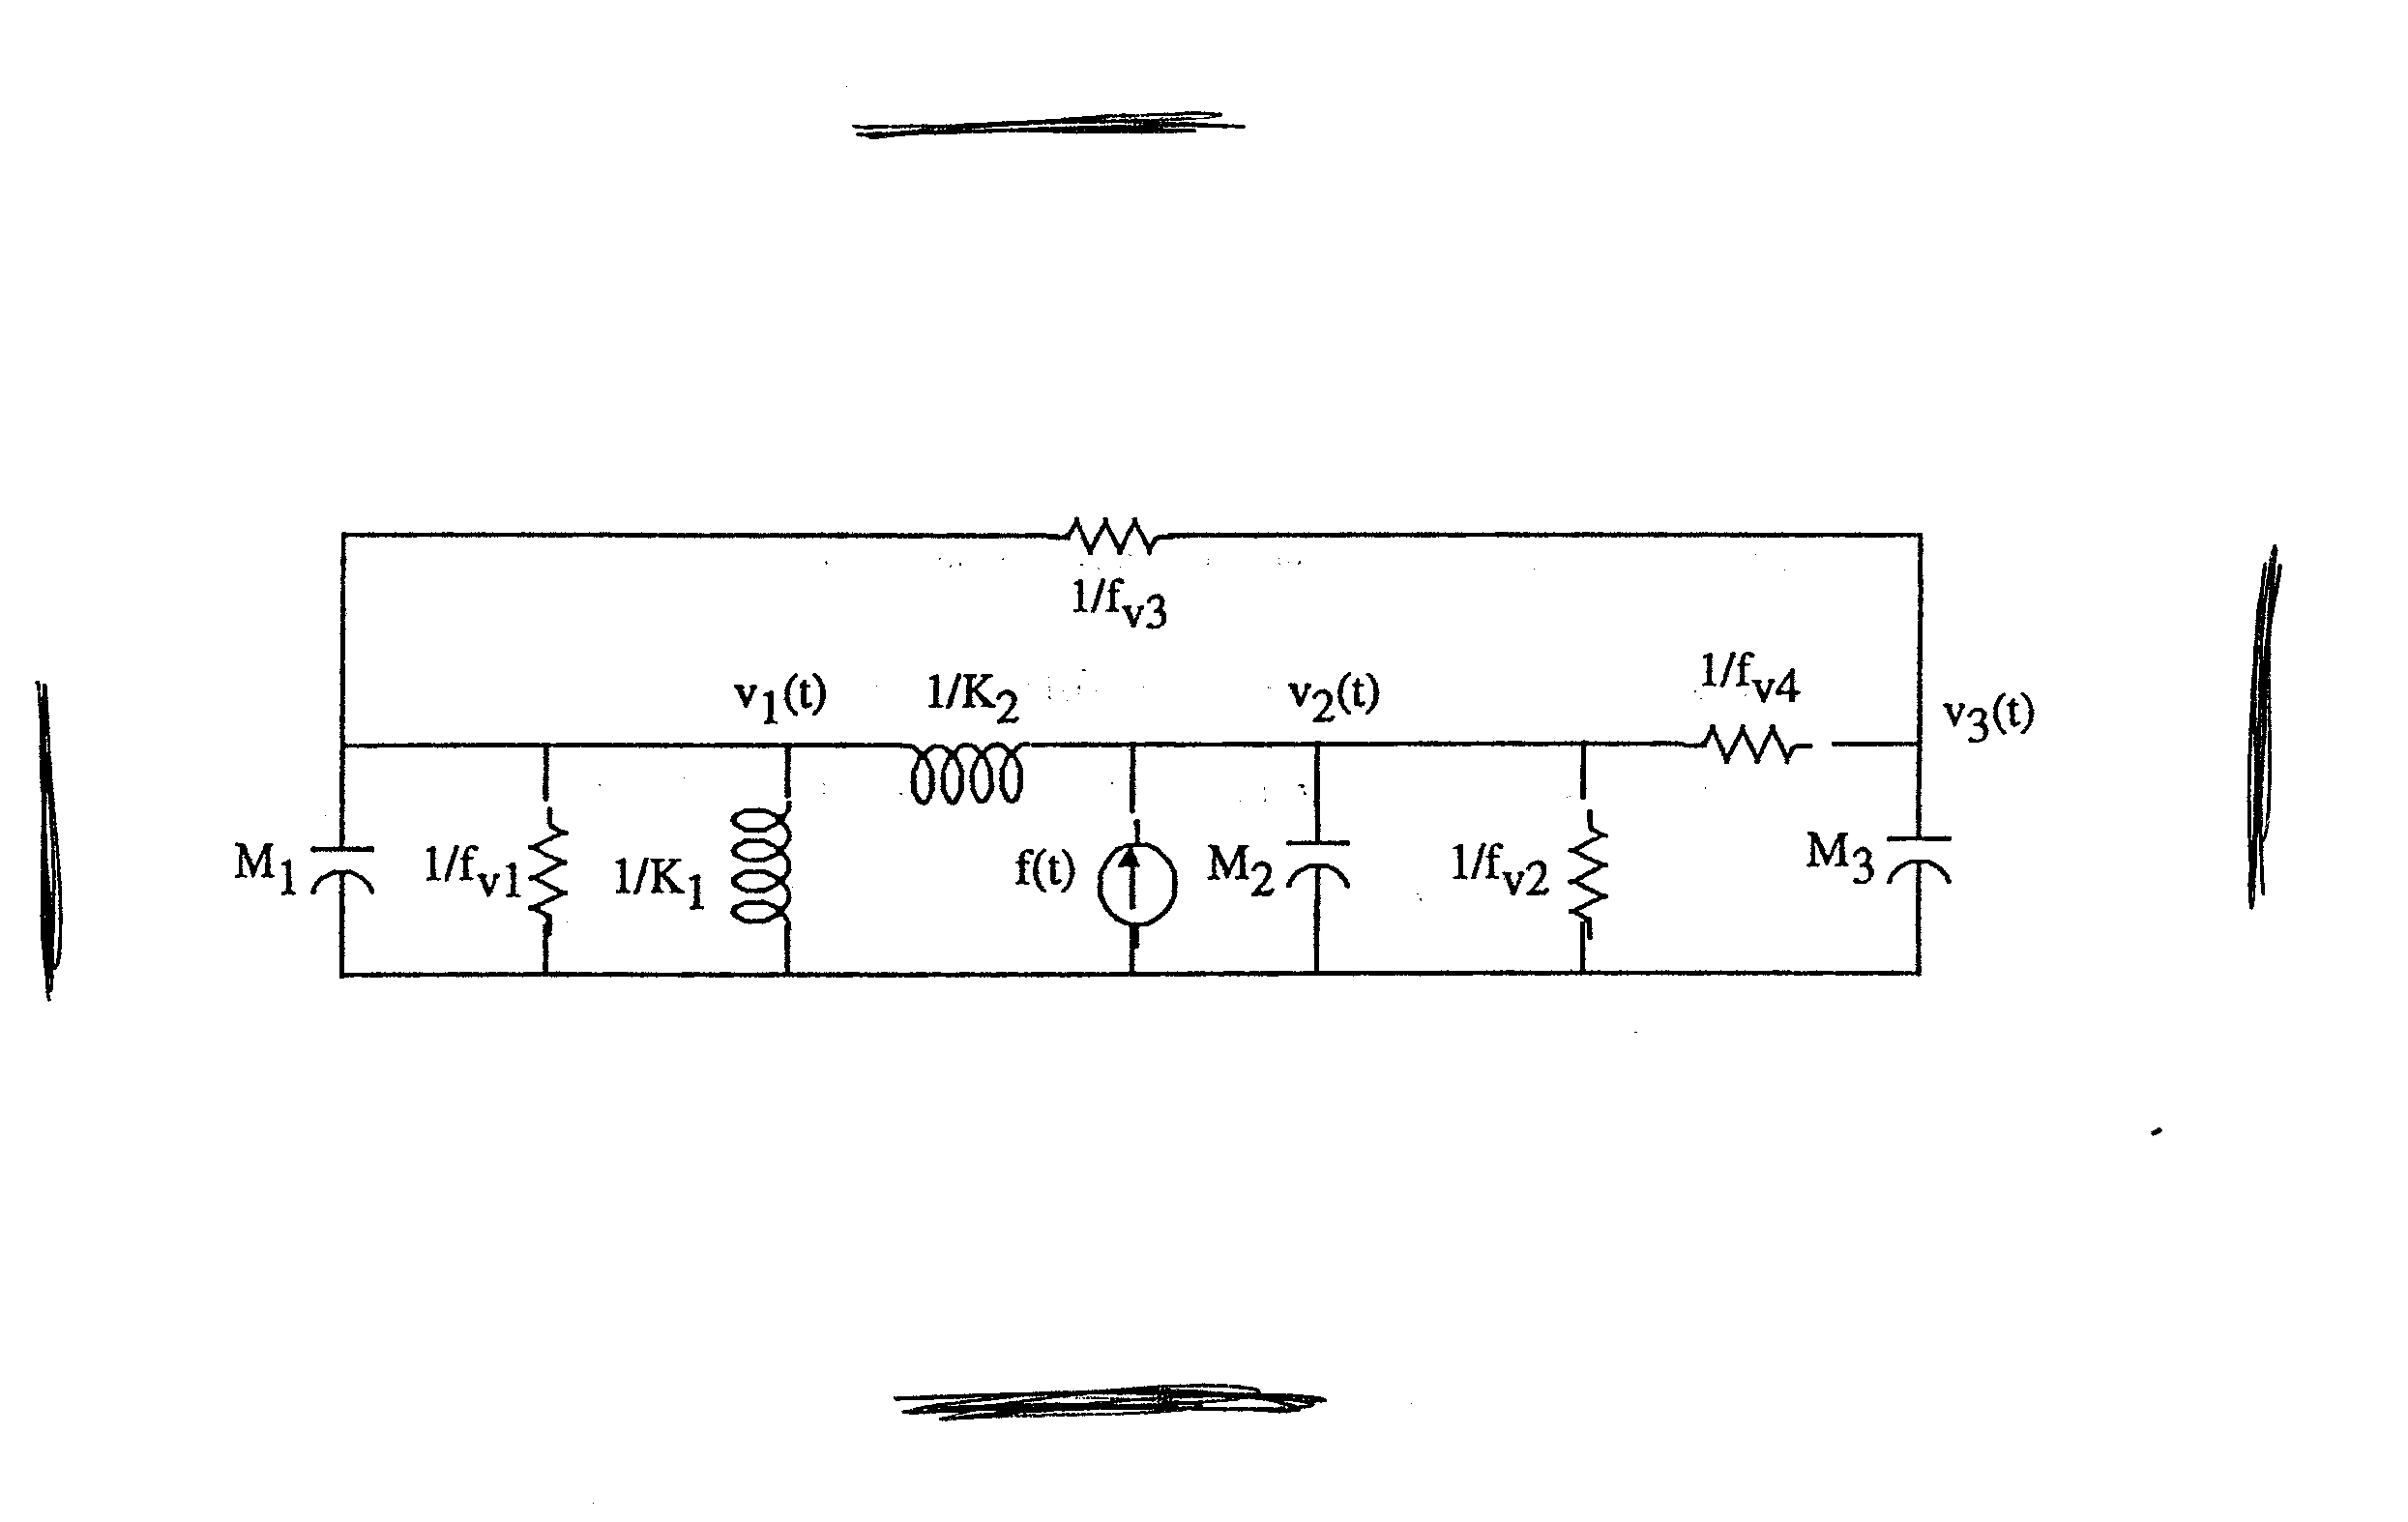 1/fv3
1/fv4
v1(t)
1/K2
v2(t)
v3(t)
M1
1/fv1
1/K1
f(t)
M2
1/fv2
M3